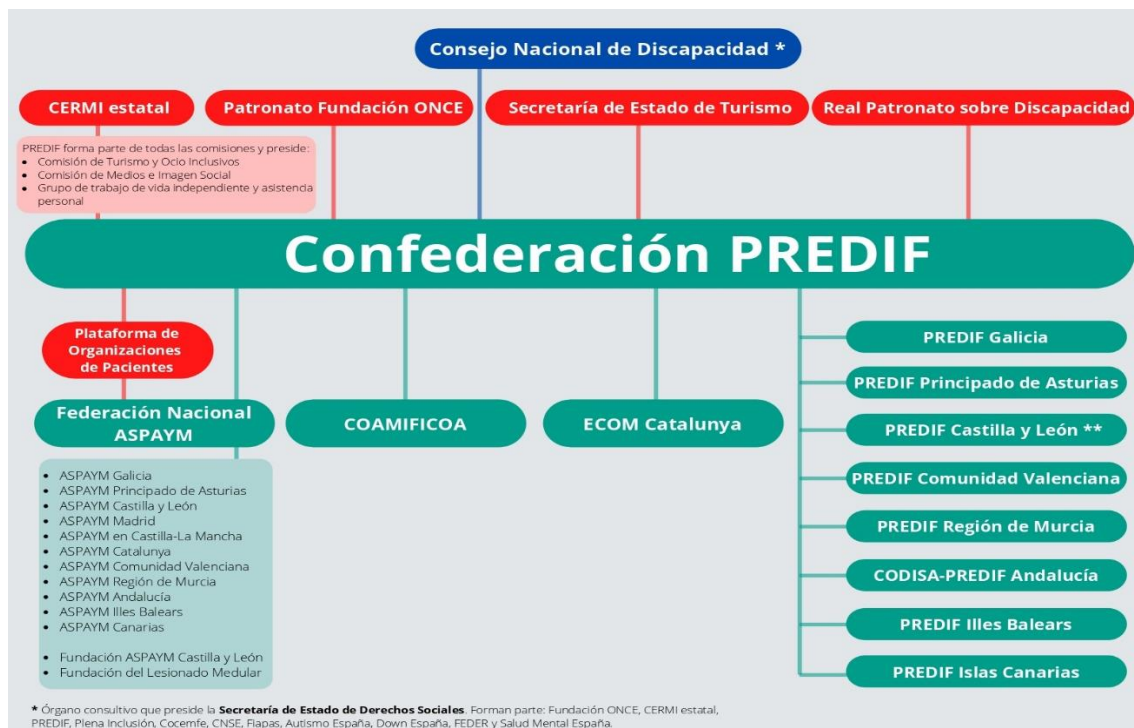 Consejo Nacional de Discapacidad *
CERMI estatal
Patronato Fundación ONCE
Secretaría de Estado de Turismo
Real Patronato sobre Discapacidad
PREDIF forma parte de todas las comisiones y preside:
• Comisión de Turismo y Ocio Inclusivos
• Comisión de Medios e Imagen Social
• Grupo de trabajo de vida independiente y asistencia
personal
Confederación PREDIF
Plataforma de
Organizaciones
de Pacientes
Federación Nacional
ASPAYM
COAMIFICOA
ECOM Catalunya
• ASPAYM Galicia
• ASPAYM Principado de Asturias
• ASPAYM Castilla y León
• ASPAYM Madrid
• ASPAYM en Castilla-La Mancha
• ASPAYM Catalunya
• ASPAYM Comunidad Valenciana
• ASPAYM Región de Murcia
• ASPAYM Andalucía
• ASPAYM Illes Balears
• ASPAYM Canarias
• Fundación ASPAYM Castilla y León
• Fundación del Lesionado Medular
PREDIF Galicia
PREDIF Principado de Asturias
PREDIF Castilla y León **
PREDIF Comunidad Valenciana
PREDIF Región de Murcia
CODISA-PREDIF Andalucía
PREDIF Illes Balears
PREDIF Islas Canarias
* Órgano consultivo que preside la Secretaría de Estado de Derechos Sociales. Forman parte: Fundación ONCE, CERMI estatal,
PREDIF, Plena Inclusión, Cocemfe, CNSE, Fiapas, Autismo España, Down España, FEDER y Salud Mental España.